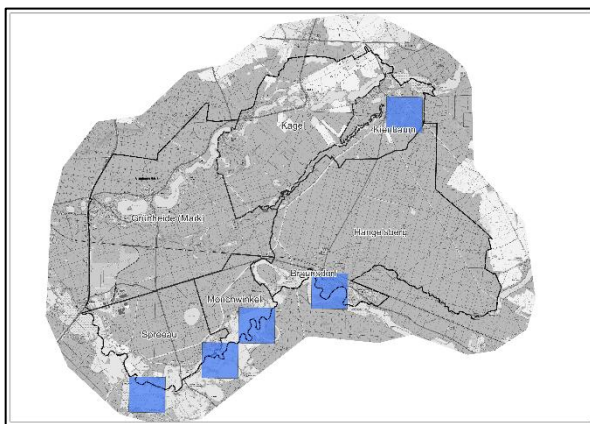 Kagel
Kienbaum
Grünheide (Mark)
Hangelsberg
Braunsdorf
Mönchwinkel
Spreeau